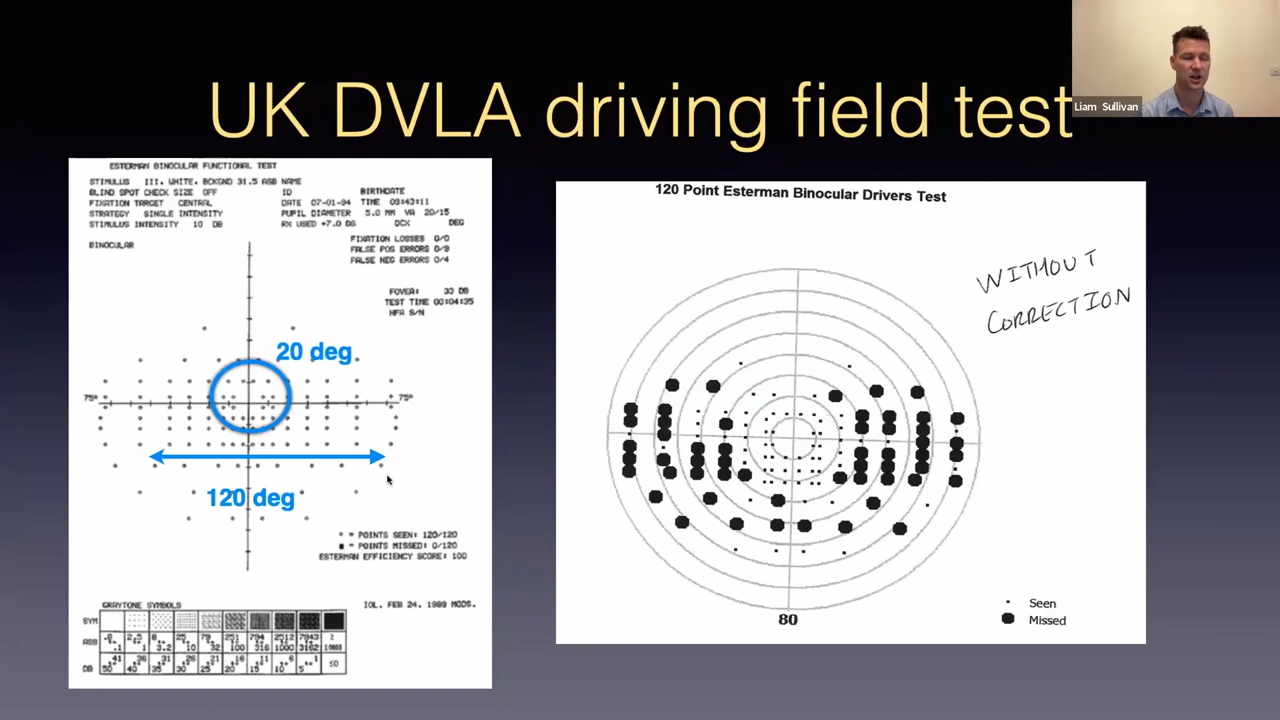 UK DVLA driving field test
Liam Sullivan
ESTERMAN BINOCULAR FUNCTIONAL TEST
STIMULUS III. WHITE. BCKGND 31.5 ASB NAME
BLIND SPOT CHECK SIZE OFF ID BIRTHDATE
FIXATION TARGET CENTRAL DATE 07-01-94 TIME 09:43:11
STRATEGY SINGLE INTENSITY PUPIL DIAMETER 5.0 MM VA 20/15
STIMULUS INTENSITY 10 DB RX USED +7.0 DS DCX DEG
BINOCULAR
FIXATION LOSSES 0/0
FALSE POS ERRORS 0/9
FALSE NEG ERRORS 0/4
FOVEA: 33 DB
TEST TIME 00:04:35
HFA S/N
20 deg
75° 75°
120 deg
= POINTS SEEN: 120/120
= POINTS MISSED: 0/120
ESTERMAN EFFICIENCY SCORE: 100
GRAYTONE SYMBOLS IOL. FEB 24. 1989 MODS.
SYM
ASB
DB
120 Point Esterman Binocular Drivers Test
WITHOUT
CORRECTION
80
Seen
Missed